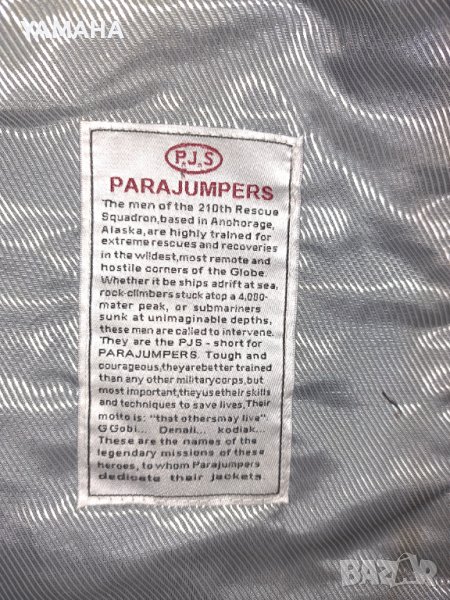 YAMAHA
P.J.S
PARAJUMPERS
The men of the 210th Rescue
Squadron,based in Anchorage,
Alaska,are highly trained for
extreme rescues and recoveries
in the wildest,most remote and
hostile corners of the Globe.
Whether it be ships adrift at sea,
rock-climbers stuck atop a 4,000-
mater peak, or submariners
sunk at unimaginable depths,
these men are called to intervene.
They are the PJS - short for
PARAJUMPERS. Tough and
courageous,theyarebetter trained
than any other militarycorps,but
most important,theyusetheir skills
and techniques to save lives.Their
motto is: "that othersmay live"
GGobi... Denali... kodiak...
These are the names of the
legendary missions of these
heroes, to whom Parajumpers
dedicate their jackets
BAZAR